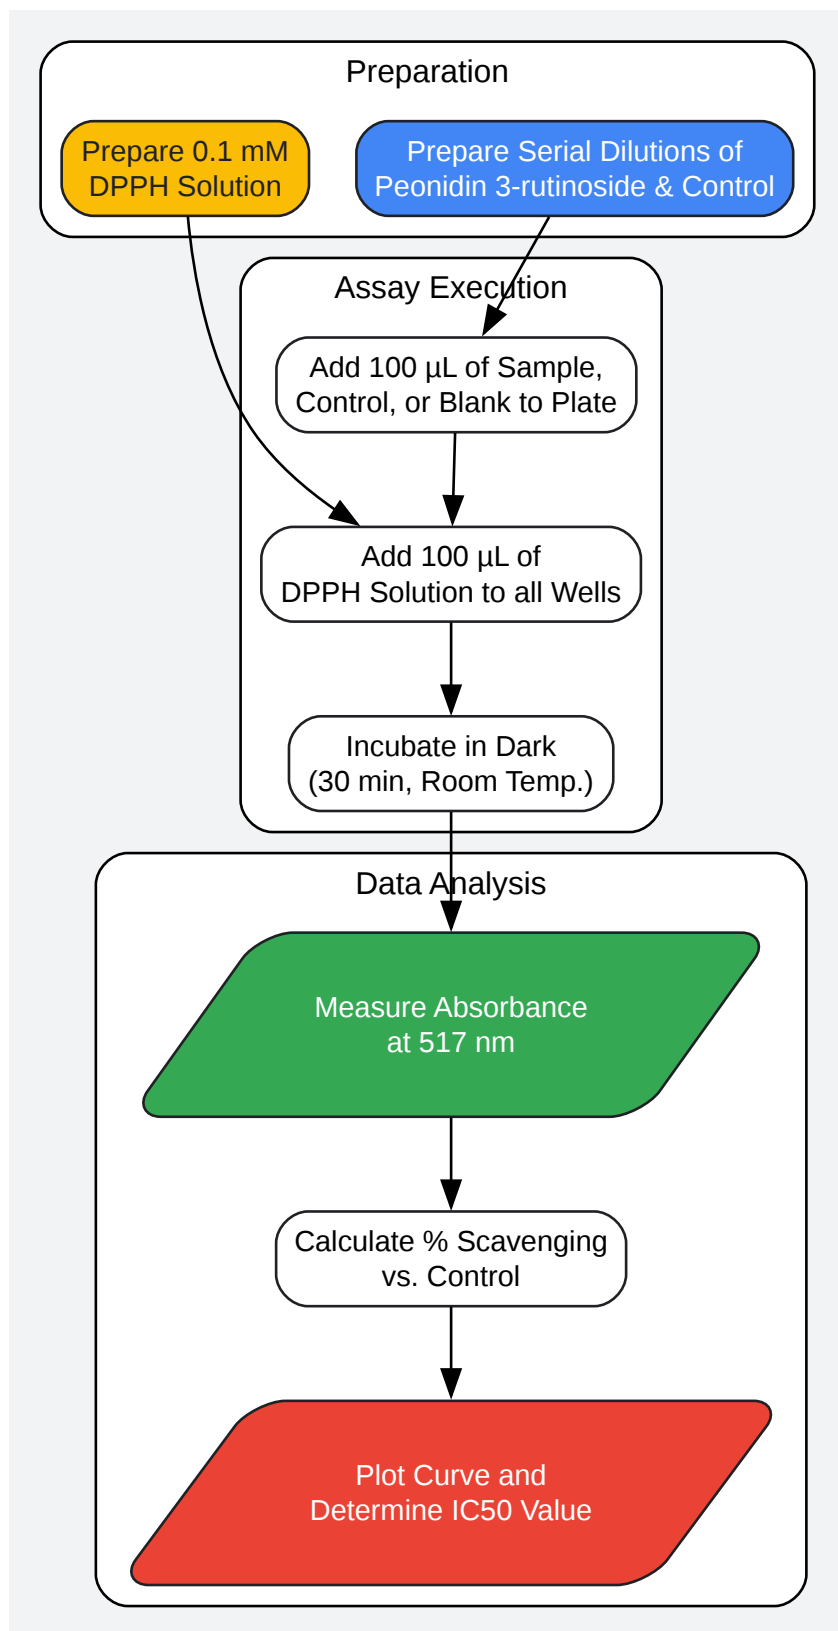 Preparation
Prepare 0.1 mM
DPPH Solution
Prepare Serial Dilutions of
Peonidin 3-rutinoside & Control
Assay Execution
Add 100 µL of Sample,
Control, or Blank to Plate
Add 100 µL of
DPPH Solution to all Wells
Incubate in Dark
(30 min, Room Temp.)
Data Analysis
Measure Absorbance
at 517 nm
Calculate % Scavenging
vs. Control
Plot Curve and
Determine IC50 Value